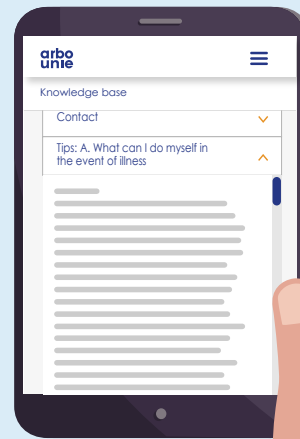 arbo
unie
Knowledge base
Contact
Tips: A. What can I do myself in
the event of illness